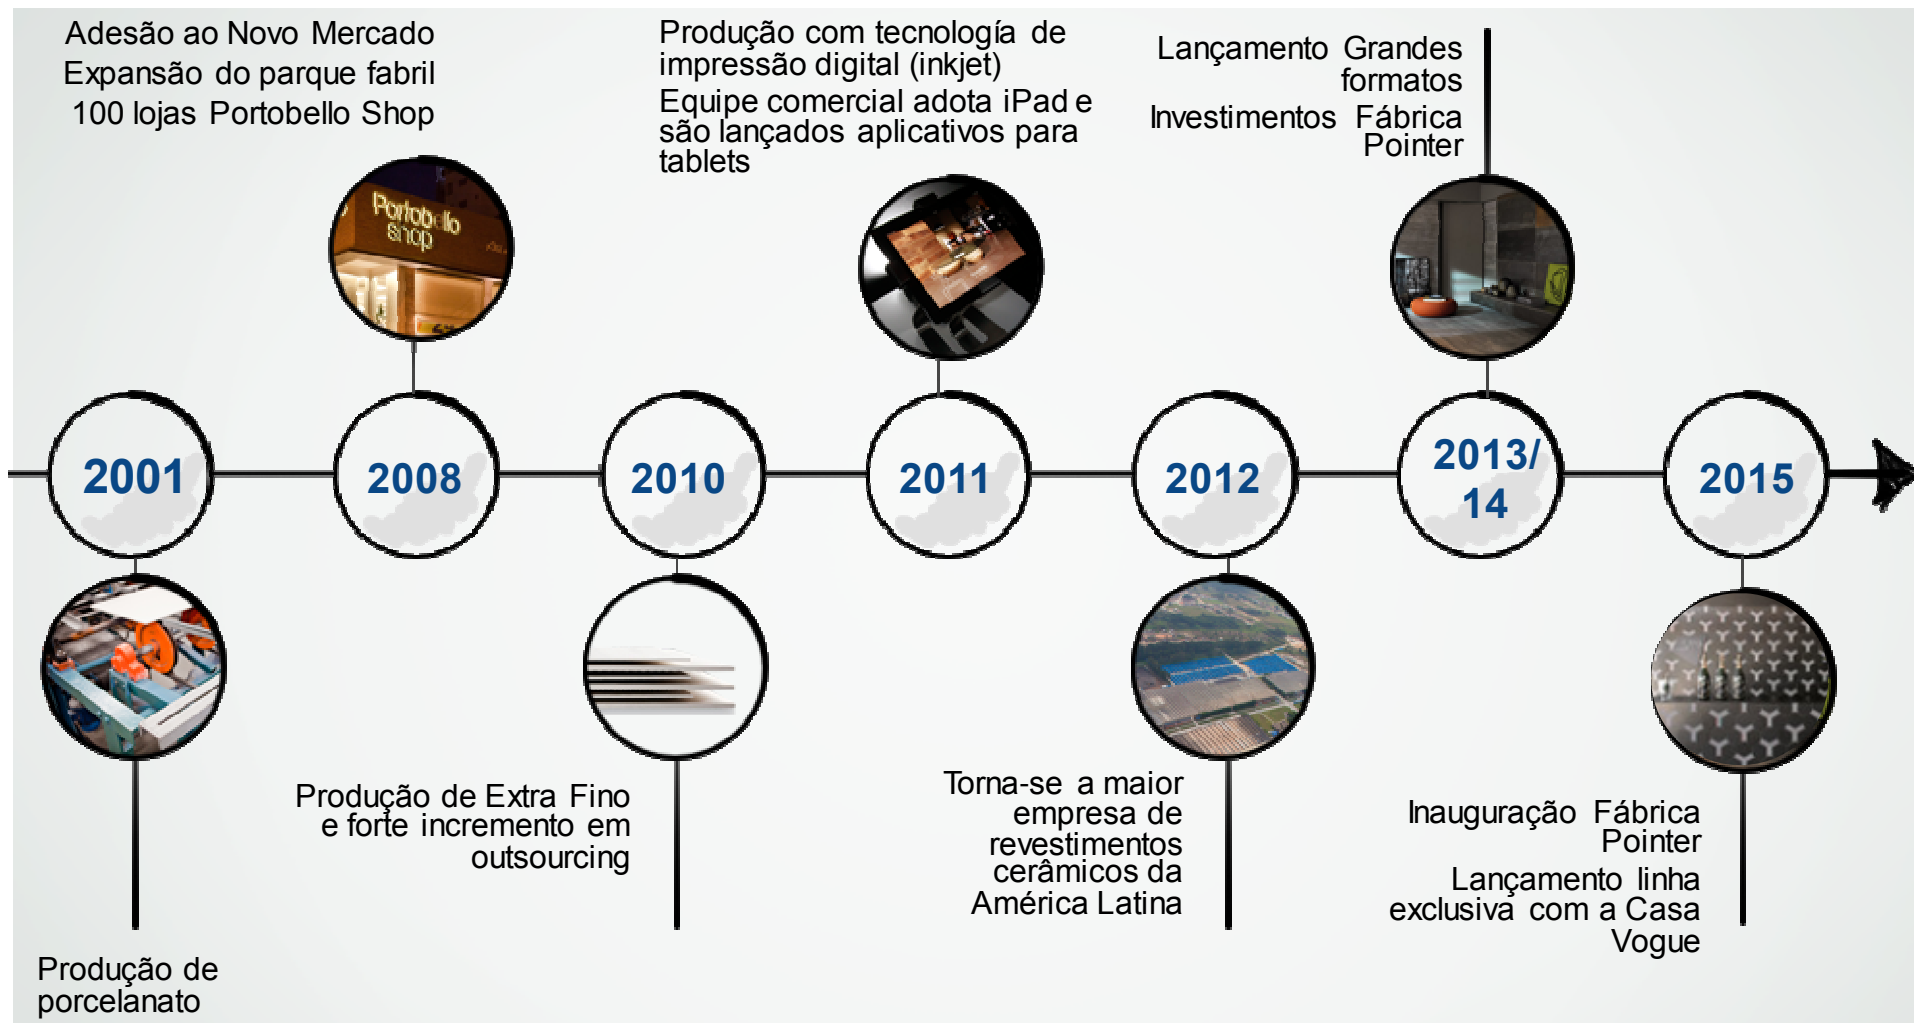 Adesão ao Novo Mercado
Expansão do parque fabril
100 lojas Portobello Shop
Produção com tecnología de
impressão digital (inkjet)
Equipe comercial adota iPad e
são lançados aplicativos para
tablets
Lançamento Grandes
formatos
Investimentos Fábrica
Pointer
Portobello
shop
2001
2008
2010
2011
2012
2013/
14
2015
Produção de
porcelanato
Produção de Extra Fino
e forte incremento em
outsourcing
Torna-se a maior
empresa de
revestimentos
cerâmicos da
América Latina
Inauguração Fábrica
Pointer
Lançamento linha
exclusiva com a Casa
Vogue